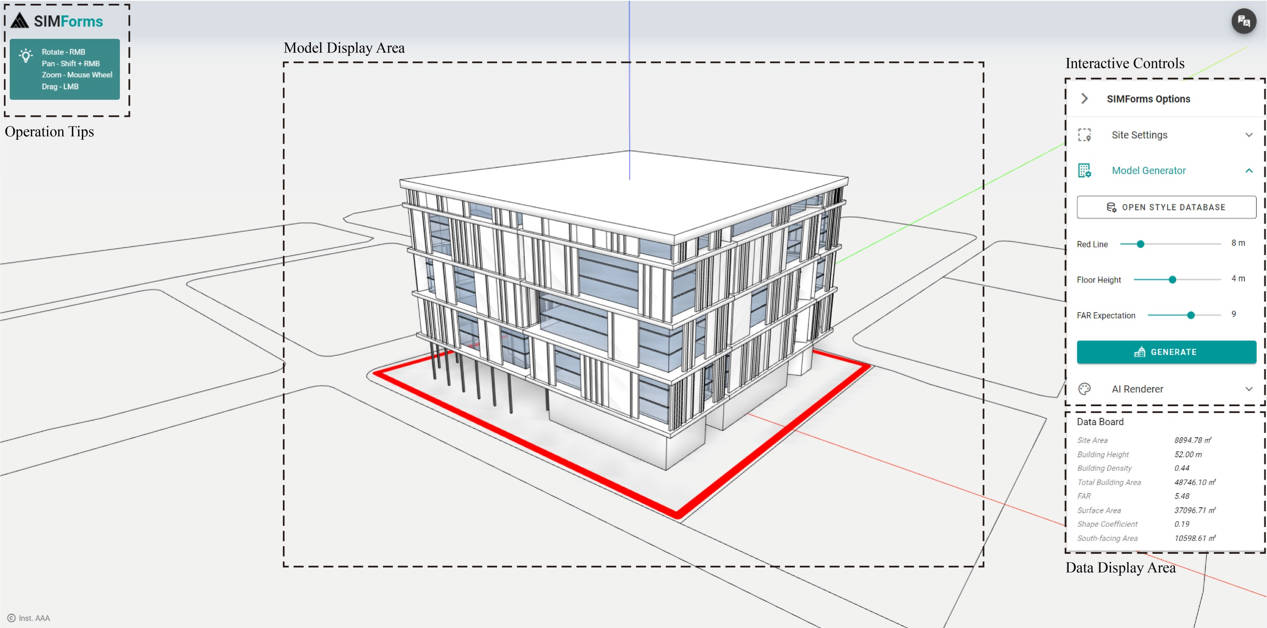 SIMForms
Rotate - RMB
Pan - Shift + RMB
Zoom - Mouse Wheel
Drag - LMB
Operation Tips
Model Display Area
Interactive Controls
SIMForms Options
Site Settings
Model Generator
OPEN STYLE DATABASE
Red Line 8 m
Floor Height 4 m
FAR Expectation 9
GENERATE
AI Renderer
Data Board
Site Area 8894.78 ㎡
Building Height 52.00 m
Building Density 0.44
Total Building Area 48746.10 ㎡
FAR 5.48
Surface Area 37096.71 ㎡
Shape Coefficient 0.19
South-facing Area 10598.61 ㎡
Data Display Area
© Inst. AAA